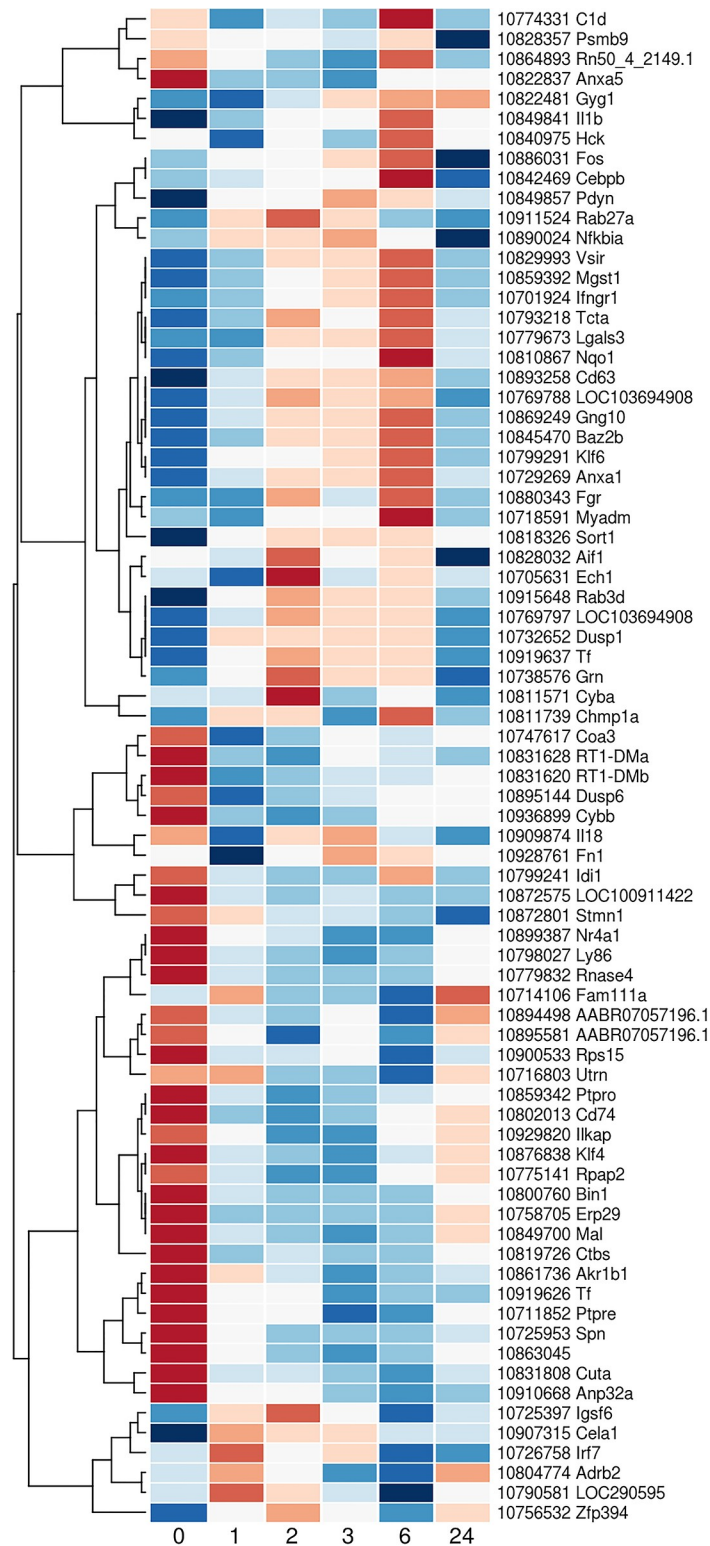 10774331 C1d
10828357 Psmb9
10864893 Rn50_4_2149.1
10822837 Anxa5
10822481 Gyg1
10849841 Il1b
10840975 Hck
10886031 Fos
10842469 Cebpb
10849857 Pdyn
10911524 Rab27a
10890024 Nfkbia
10829993 Vsir
10859392 Mgst1
10701924 Ifngr1
10793218 Tcta
10779673 Lgals3
10810867 Nqo1
10893258 Cd63
10769788 LOC103694908
10869249 Gng10
10845470 Baz2b
10799291 Klf6
10729269 Anxa1
10880343 Fgr
10718591 Myadm
10818326 Sort1
10828032 Aif1
10705631 Ech1
10915648 Rab3d
10769797 LOC103694908
10732652 Dusp1
10919637 Tf
10738576 Grn
10811571 Cyba
10811739 Chmp1a
10747617 Coa3
10831628 RT1-DMa
10831620 RT1-DMb
10895144 Dusp6
10936899 Cybb
10909874 Il18
10928761 Fn1
10799241 Idi1
10872575 LOC100911422
10872801 Stmn1
10899387 Nr4a1
10798027 Ly86
10779832 Rnase4
10714106 Fam111a
10894498 AABR07057196.1
10895581 AABR07057196.1
10900533 Rps15
10716803 Utrn
10859342 Ptpro
10802013 Cd74
10929820 Ilkap
10876838 Klf4
10775141 Rpap2
10800760 Bin1
10758705 Erp29
10849700 Mal
10819726 Ctbs
10861736 Akr1b1
10919626 Tf
10711852 Ptpre
10725953 Spn
10863045
10831808 Cuta
10910668 Anp32a
10725397 Igsf6
10907315 Cela1
10726758 Irf7
10804774 Adrb2
10790581 LOC290595
10756532 Zfp394
0 1 2 3 6 24